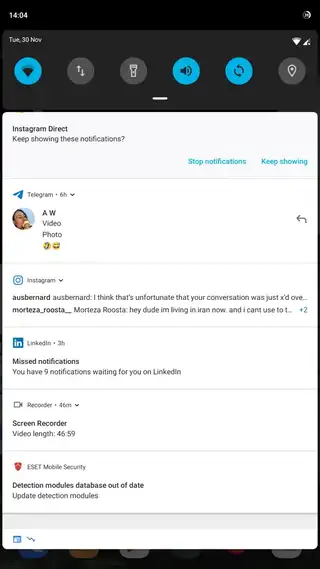 14:04
Tue, 30 Nov
Instagram Direct
Keep showing these notifications?
Stop notifications Keep showing
Telegram • 6h
A W
Video
Photo
🤣😅
Instagram
ausbernard ausbernard: I think that's unfortunate that your conversation was just x'd ove...
morteza_roosta__ Morteza Roosta: hey dude im living in iran now. and i cant use to t... +2
LinkedIn • 3h
Missed notifications
You have 9 notifications waiting for you on LinkedIn
Recorder • 46m
Screen Recorder
Video length: 46:59
ESET Mobile Security
Detection modules database out of date
Update detection modules